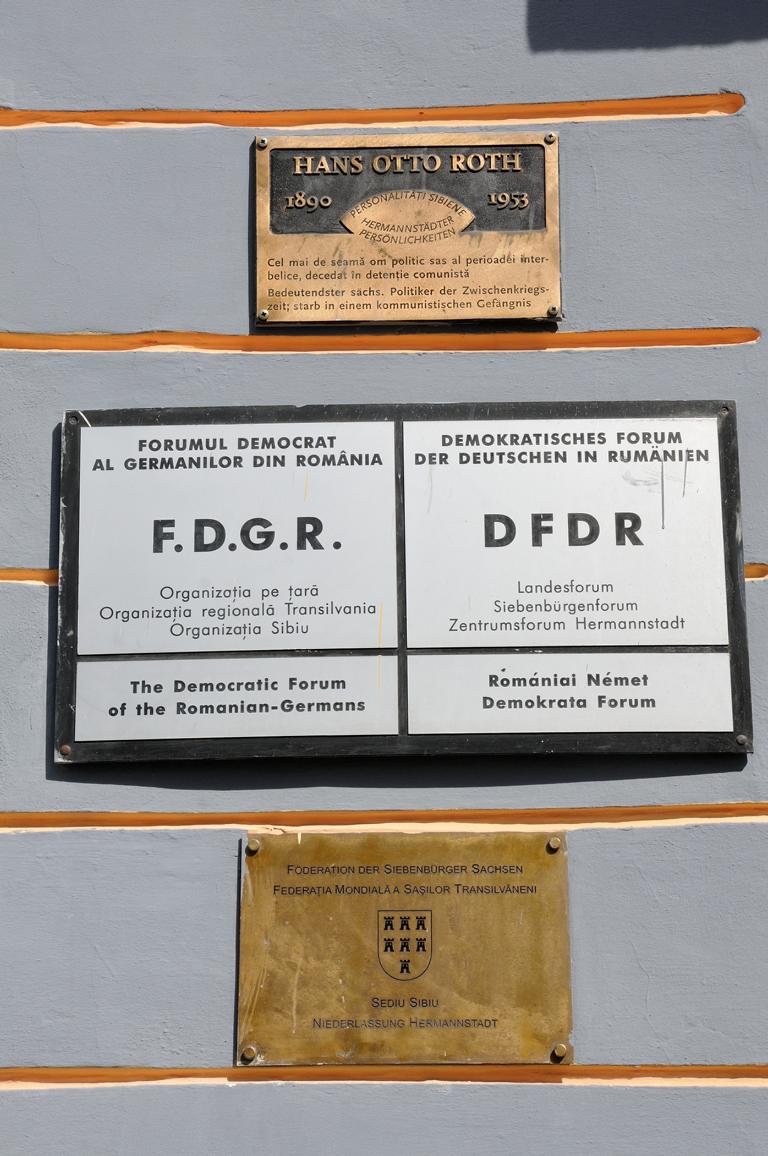 HANS OTTO ROTH
1890 1953
PERSONALITĂȚI SIBIENE
HERMANNSTÄDTER
PERSÖNLICHKEITEN
Cel mai de seamă om politic sas al perioadei inter-
belice, decedat în detenție comunistă
Bedeutendster sächs. Politiker der Zwischenkriegs-
zeit; starb in einem kommunistischen Gefängnis
FORUMUL DEMOCRAT
AL GERMANILOR DIN ROMÂNIA
F.D.G.R.
Organizația pe țară
Organizația regională Transilvania
Organizația Sibiu
DEMOKRATISCHES FORUM
DER DEUTSCHEN IN RUMÄNIEN
DFDR
Landesforum
Siebenbürgenforum
Zentrumsforum Hermannstadt
The Democratic Forum
of the Romanian-Germans
Romániai Német
Demokrata Forum
FÖDERATION DER SIEBENBÜRGER SACHSEN
FEDERAȚIA MONDIALĂ A SAȘILOR TRANSILVĂNENI
SEDIU SIBIU
NIEDERLASSUNG HERMANNSTADT